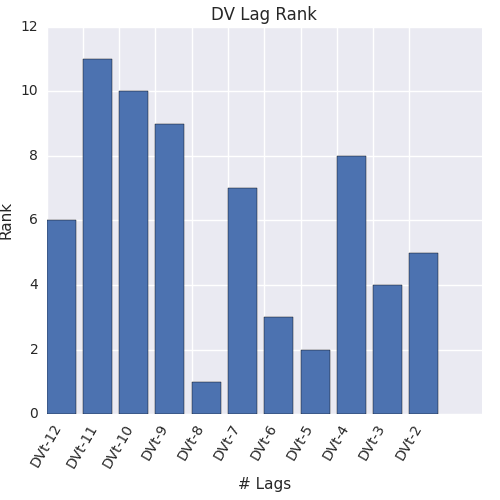 DV Lag Rank
12
10
8
6
4
2
0
Rank
DVt-12
DVt-11
DVt-10
DVt-9
DVt-8
DVt-7
DVt-6
DVt-5
DVt-4
DVt-3
DVt-2
# Lags